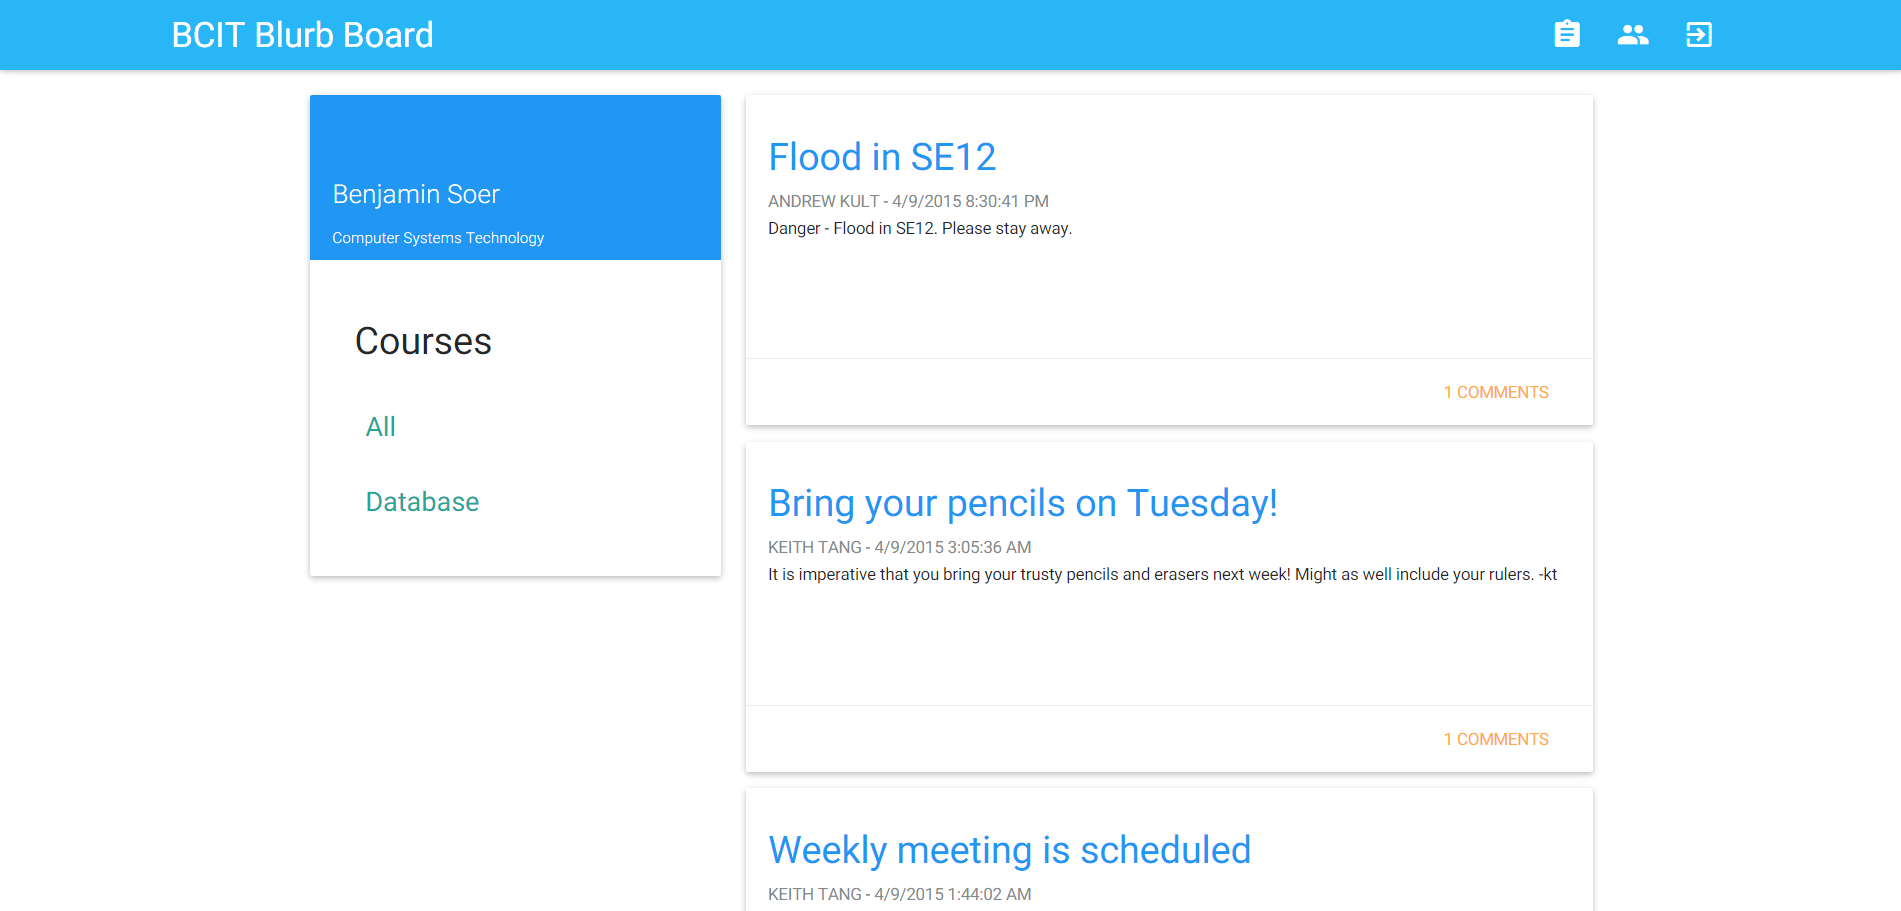 BCIT Blurb Board
Benjamin Soer
Computer Systems Technology
Courses
All
Database
Flood in SE12
ANDREW KULT - 4/9/2015 8:30:41 PM
Danger - Flood in SE12. Please stay away.
1 COMMENTS
Bring your pencils on Tuesday!
KEITH TANG - 4/9/2015 3:05:36 AM
It is imperative that you bring your trusty pencils and erasers next week! Might as well include your rulers. -kt
1 COMMENTS
Weekly meeting is scheduled
KEITH TANG - 4/9/2015 1:44:02 AM